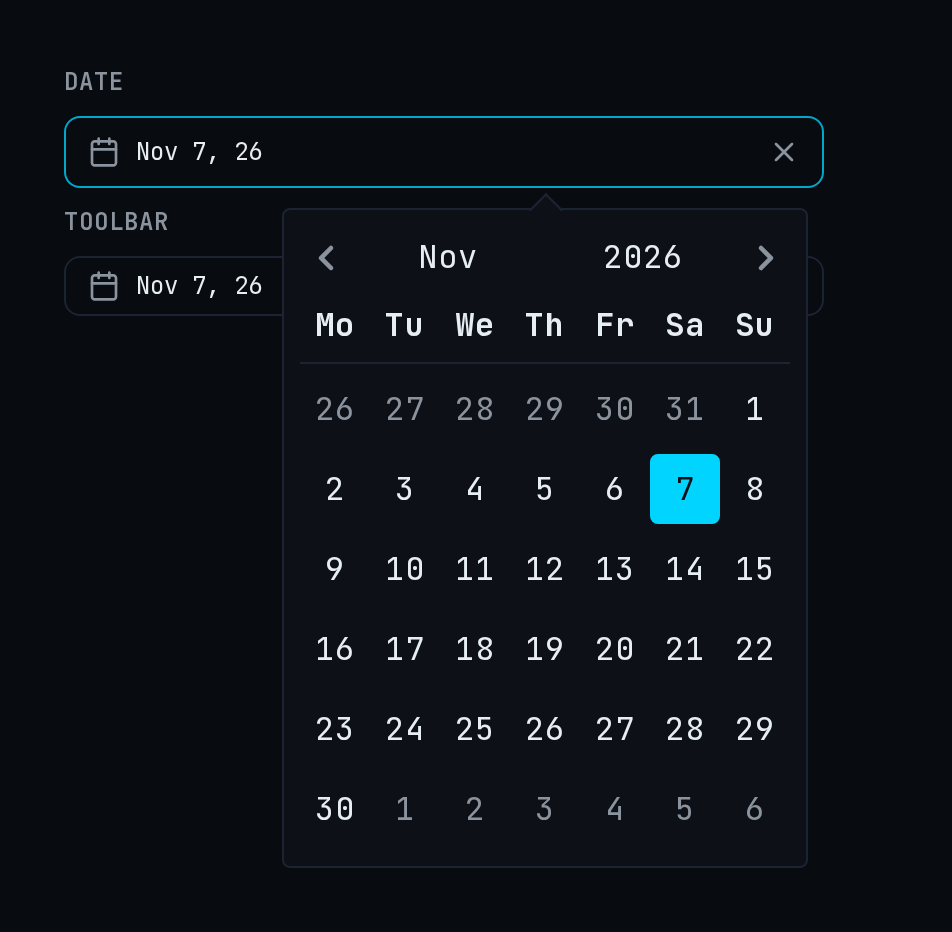 DATE
Nov 7, 26
TOOLBAR
Nov 7, 26
Nov 2026
Mo Tu We Th Fr Sa Su
26 27 28 29 30 31 1
2 3 4 5 6 7 8
9 10 11 12 13 14 15
16 17 18 19 20 21 22
23 24 25 26 27 28 29
30 1 2 3 4 5 6